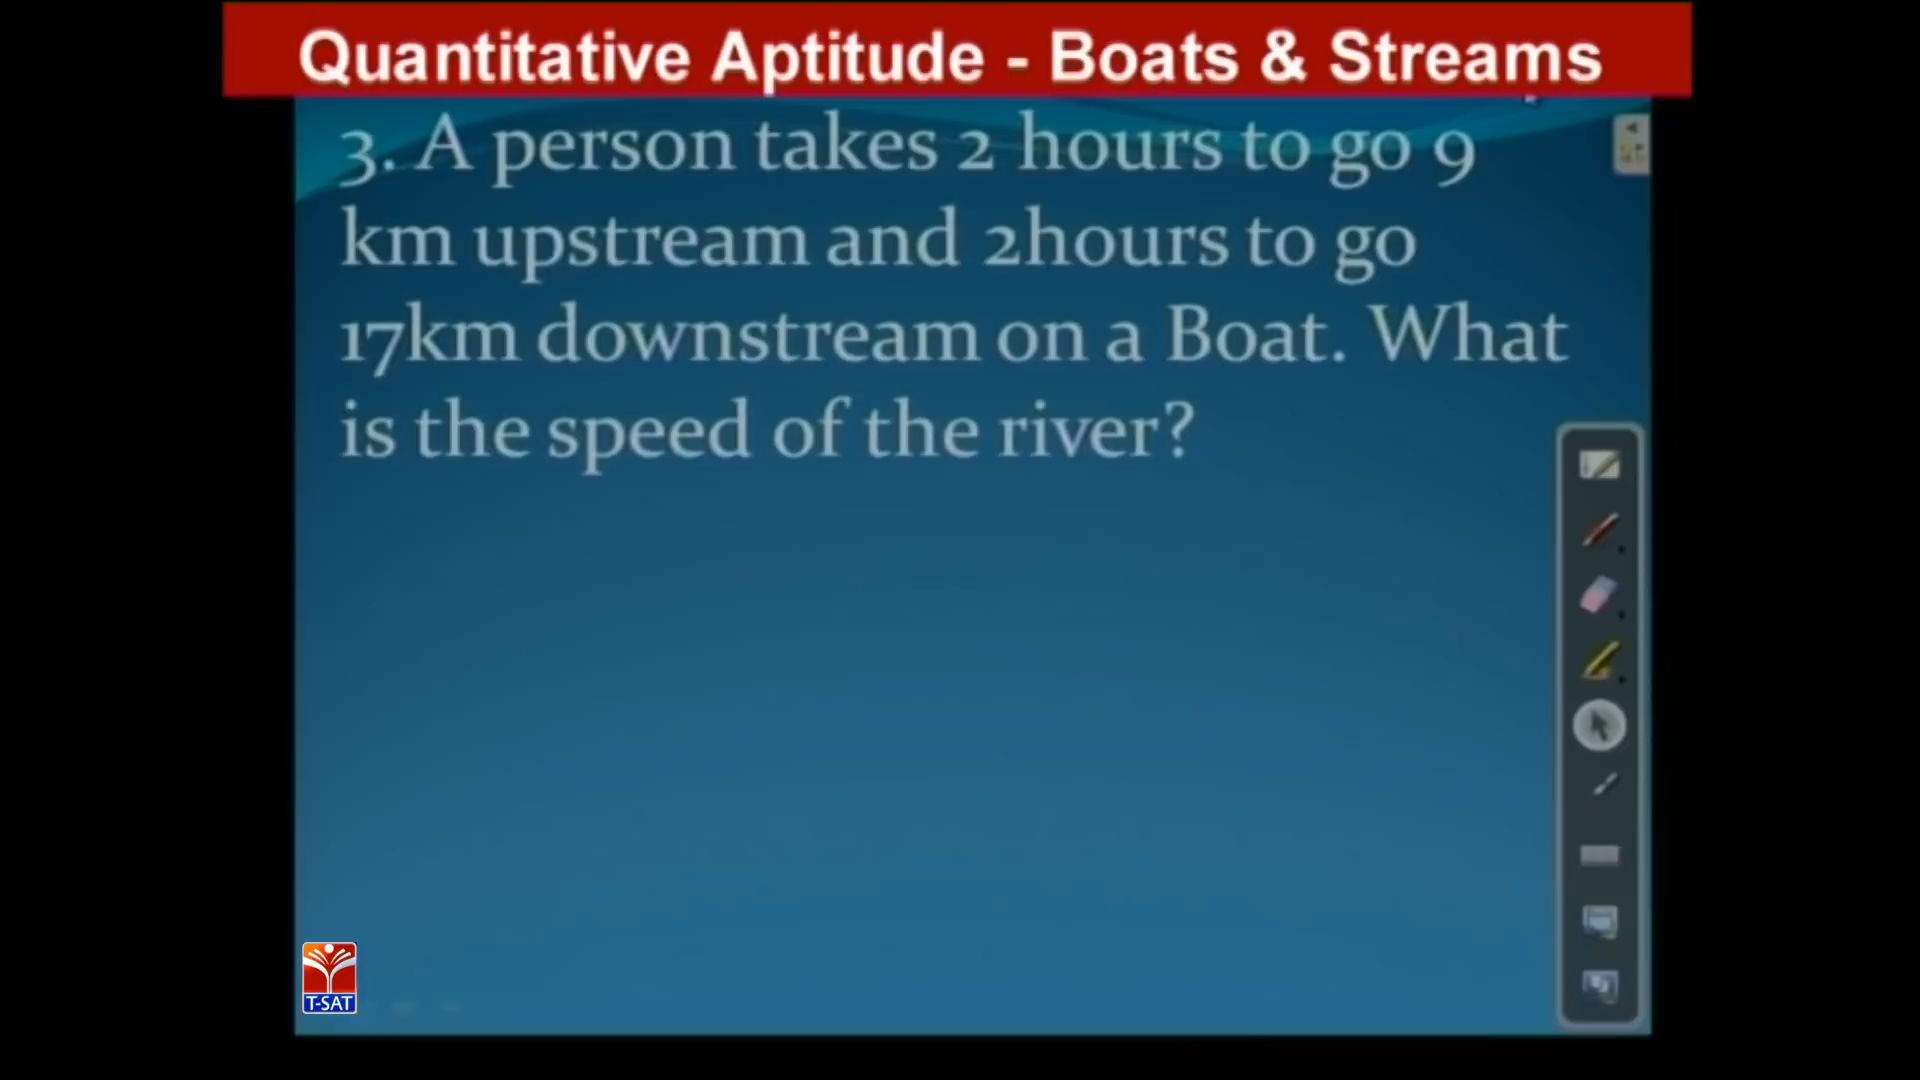 Quantitative Aptitude - Boats & Streams
3. A person takes 2 hours to go 9
km upstream and 2hours to go
17km downstream on a Boat. What
is the speed of the river?
T-SAT